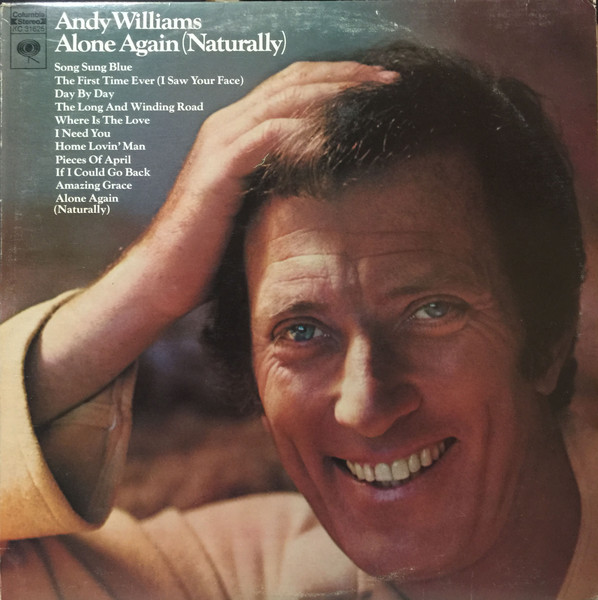 Columbia
Stereo
KC 31625
Andy Williams
Alone Again (Naturally)
Song Sung Blue
The First Time Ever (I Saw Your Face)
Day By Day
The Long And Winding Road
Where Is The Love
I Need You
Home Lovin' Man
Pieces Of April
If I Could Go Back
Amazing Grace
Alone Again
(Naturally)